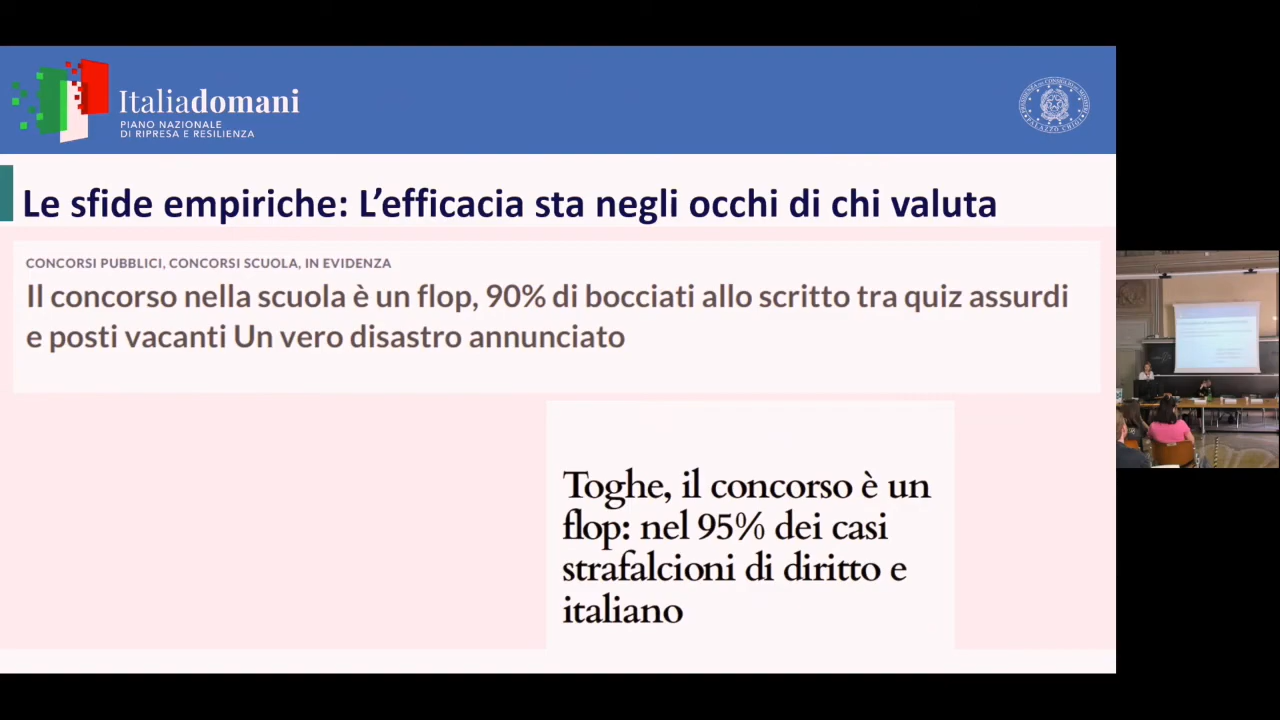 Italiadomani
PIANO NAZIONALE
DI RIPRESA E RESILIENZA
Le sfide empiriche: L’efficacia sta negli occhi di chi valuta
CONCORSI PUBBLICI, CONCORSI SCUOLA, IN EVIDENZA
Il concorso nella scuola è un flop, 90% di bocciati allo scritto tra quiz assurdi
e posti vacanti Un vero disastro annunciato
Toghe, il concorso è un
flop: nel 95% dei casi
strafalcioni di diritto e
italiano